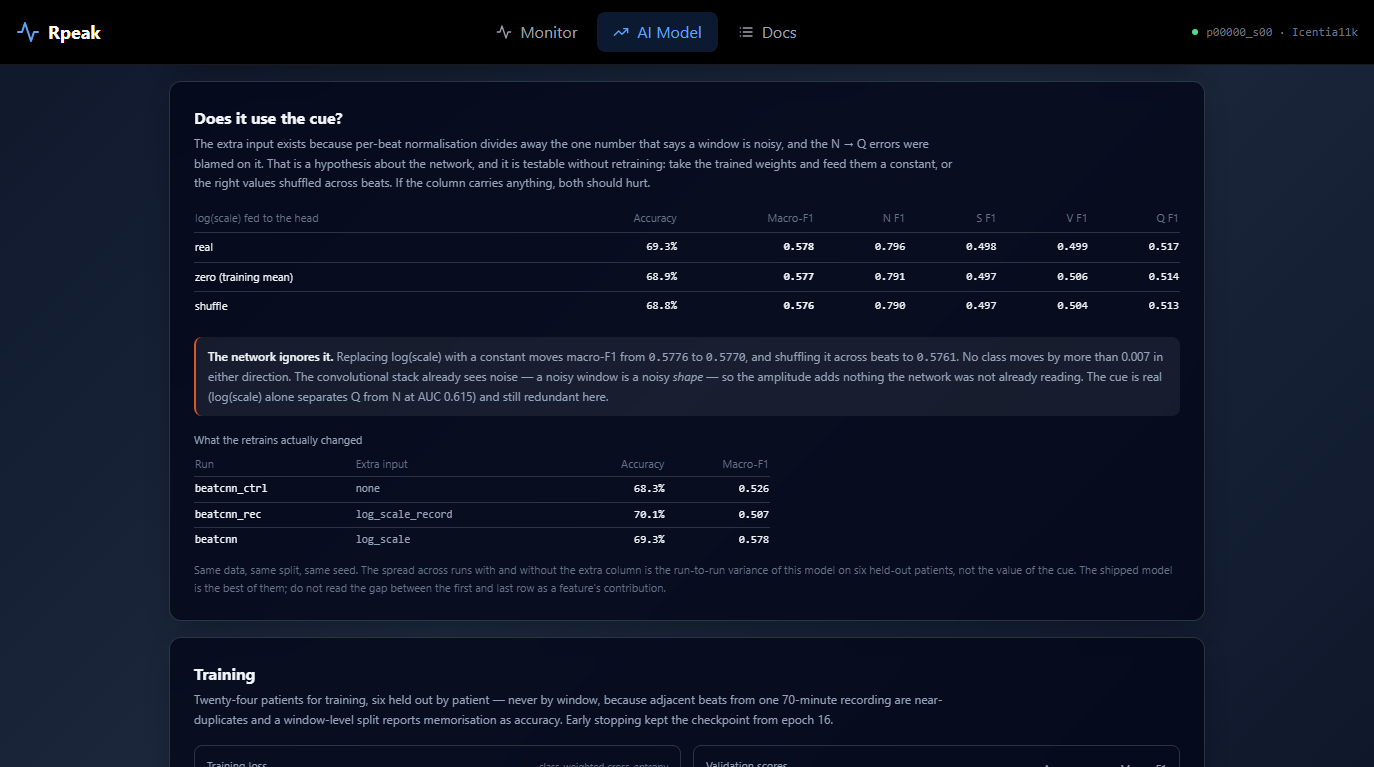 Rpeak
Monitor
AI Model
Docs
p00000_s00 · Icentia11k
Does it use the cue?
The extra input exists because per-beat normalisation divides away the one number that says a window is noisy, and the N → Q errors were
blamed on it. That is a hypothesis about the network, and it is testable without retraining: take the trained weights and feed them a constant, or
the right values shuffled across beats. If the column carries anything, both should hurt.
log(scale) fed to the head Accuracy Macro-F1 N F1 S F1 V F1 Q F1
real 69.3% 0.578 0.796 0.498 0.499 0.517
zero (training mean) 68.9% 0.577 0.791 0.497 0.506 0.514
shuffle 68.8% 0.576 0.790 0.497 0.504 0.513
The network ignores it. Replacing log(scale) with a constant moves macro-F1 from 0.5776 to 0.5770, and shuffling it across beats to 0.5761. No class moves by more than 0.007 in
either direction. The convolutional stack already sees noise — a noisy window is a noisy shape — so the amplitude adds nothing the network was not already reading. The cue is real
(log(scale) alone separates Q from N at AUC 0.615) and still redundant here.
What the retrains actually changed
Run Extra input Accuracy Macro-F1
beatcnn_ctrl none 68.3% 0.526
beatcnn_rec log_scale_record 70.1% 0.507
beatcnn log_scale 69.3% 0.578
Same data, same split, same seed. The spread across runs with and without the extra column is the run-to-run variance of this model on six held-out patients, not the value of the cue. The shipped model
is the best of them; do not read the gap between the first and last row as a feature's contribution.
Training
Twenty-four patients for training, six held out by patient — never by window, because adjacent beats from one 70-minute recording are near-
duplicates and a window-level split reports memorisation as accuracy. Early stopping kept the checkpoint from epoch 16.
Training loss class-weighted cross-entropy
Validation scores